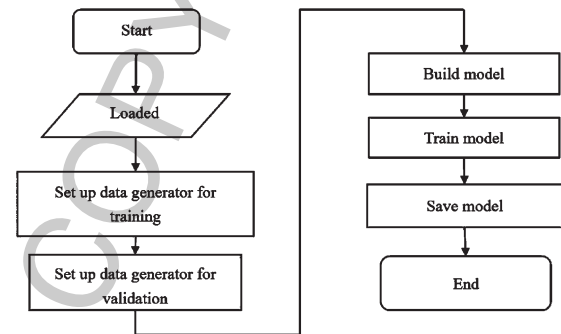 Start
Loaded
Set up data generator for
training
Set up data generator for
validation
Build model
Train model
Save model
End
COPY